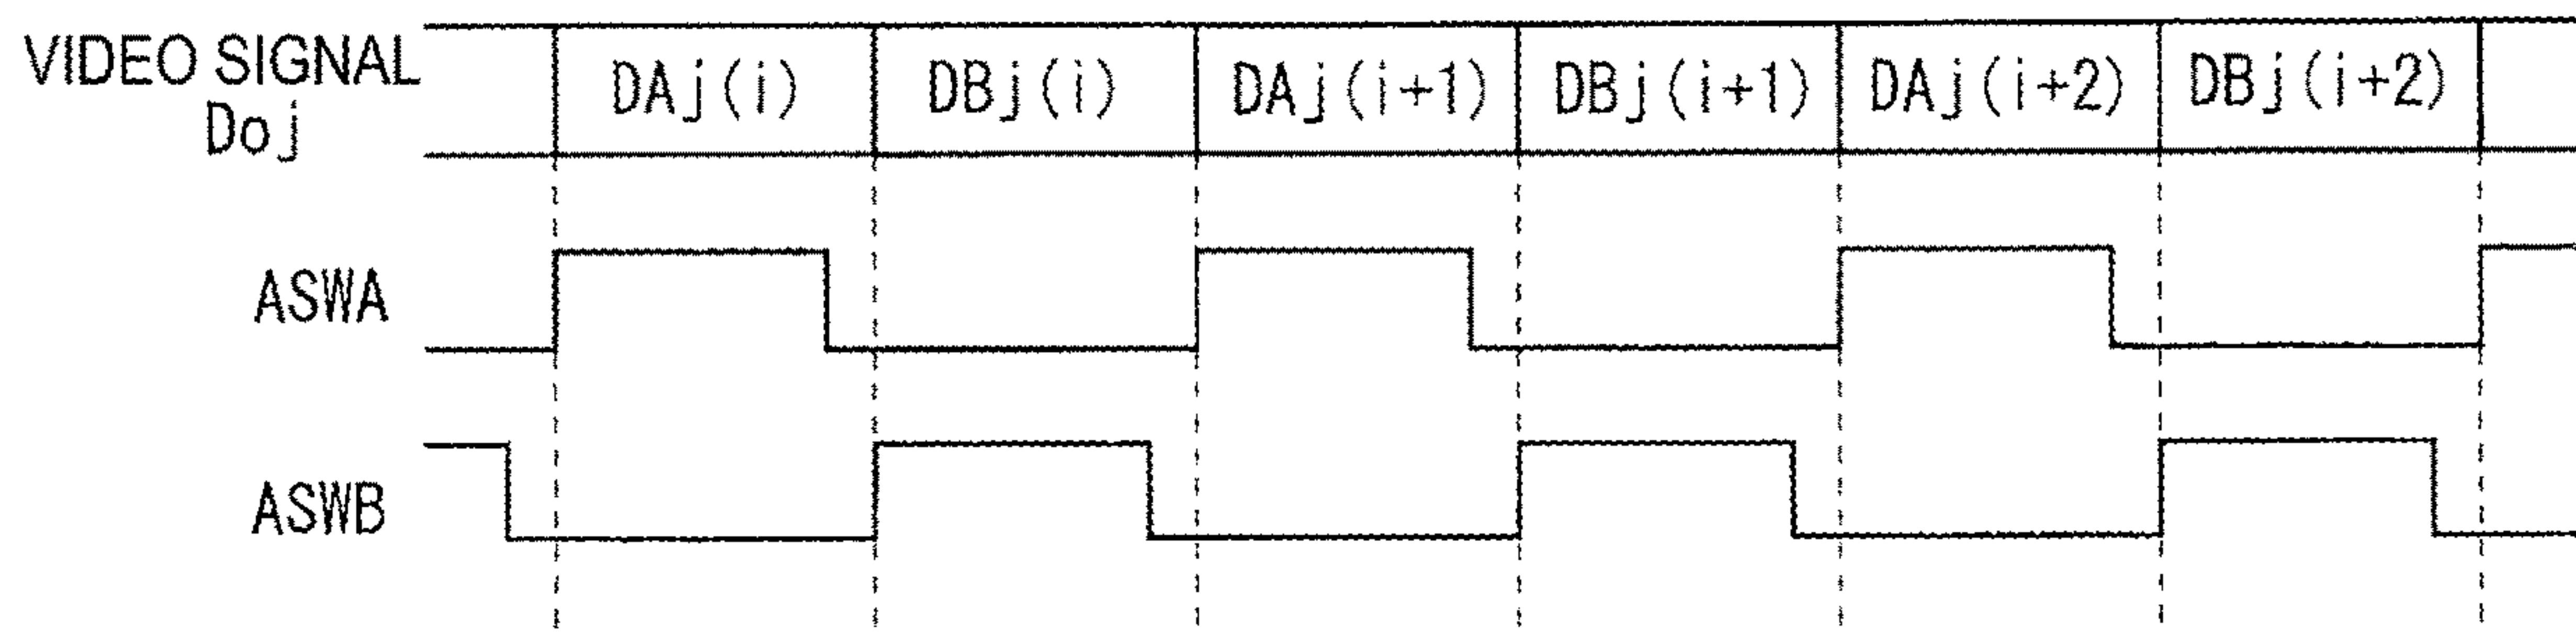 VIDEO SIGNAL
Doj
DAj(i) DBj(i) DAj(i+1) DBj(i+1) DAj(i+2) DBj(i+2)
ASWA
ASWB